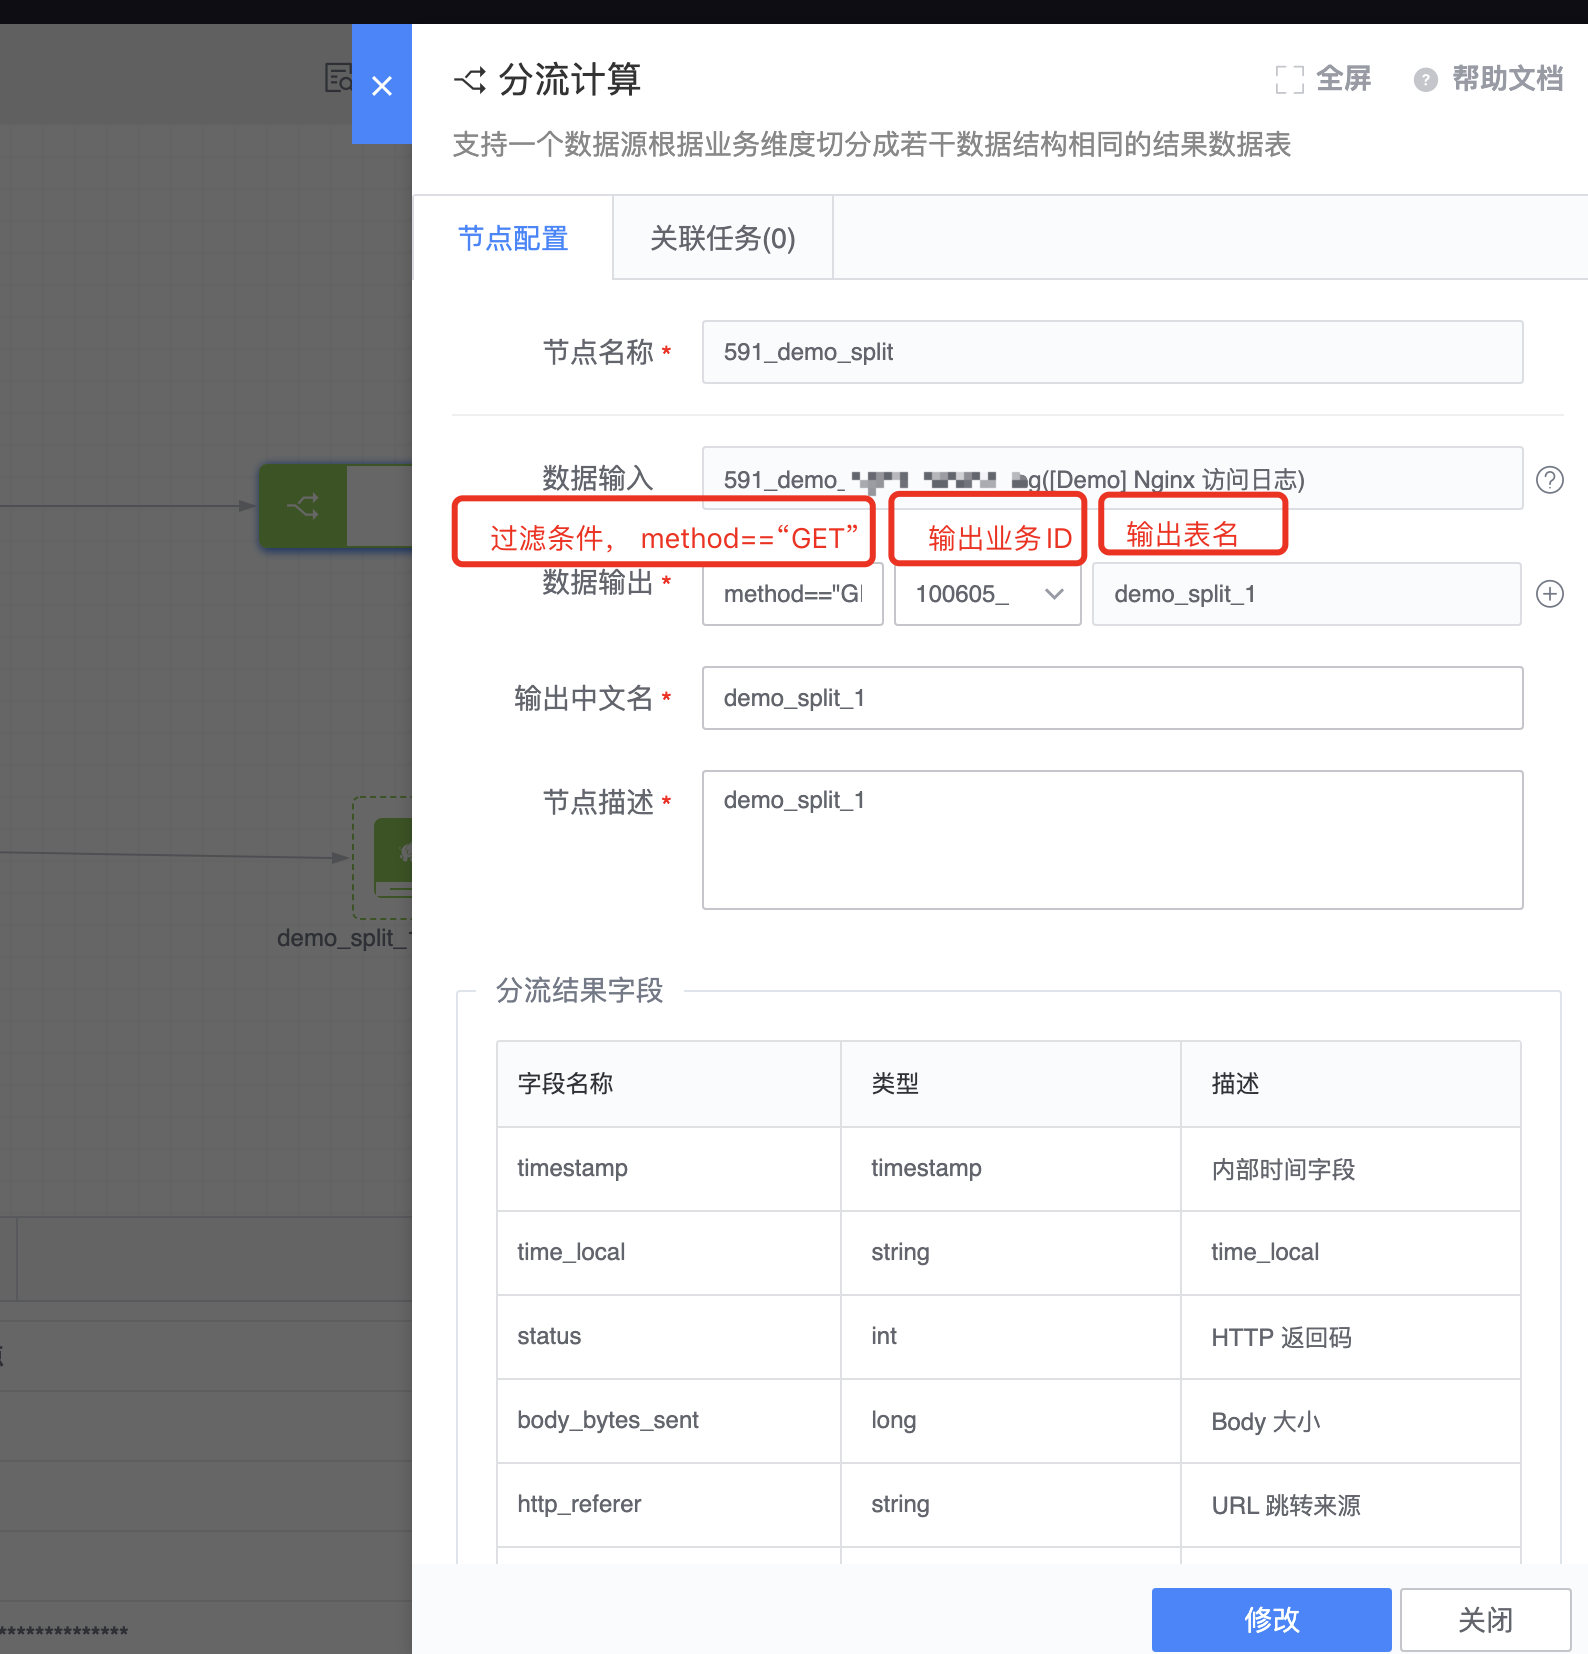 分流计算
全屏
帮助文档
支持一个数据源根据业务维度切分成若干数据结构相同的结果数据表
节点配置
关联任务(0)
节点名称 *
591_demo_split
数据输入
591_demo_ g([Demo] Nginx 访问日志)
过滤条件， method==“GET”
输出业务ID
输出表名
数据输出 *
method=="G
100605_
demo_split_1
输出中文名 *
demo_split_1
节点描述 *
demo_split_1
demo_split_
分流结果字段
字段名称 类型 描述
timestamp timestamp 内部时间字段
time_local string time_local
status int HTTP 返回码
body_bytes_sent long Body 大小
http_referer string URL 跳转来源
**************
修改
关闭